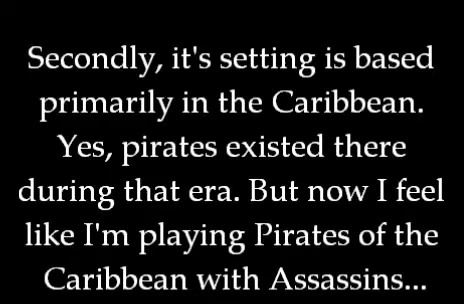 Secondly, it's setting is based
primarily in the Caribbean.
Yes, pirates existed there
during that era. But now I feel
like I'm playing Pirates of the
Caribbean with Assassins...